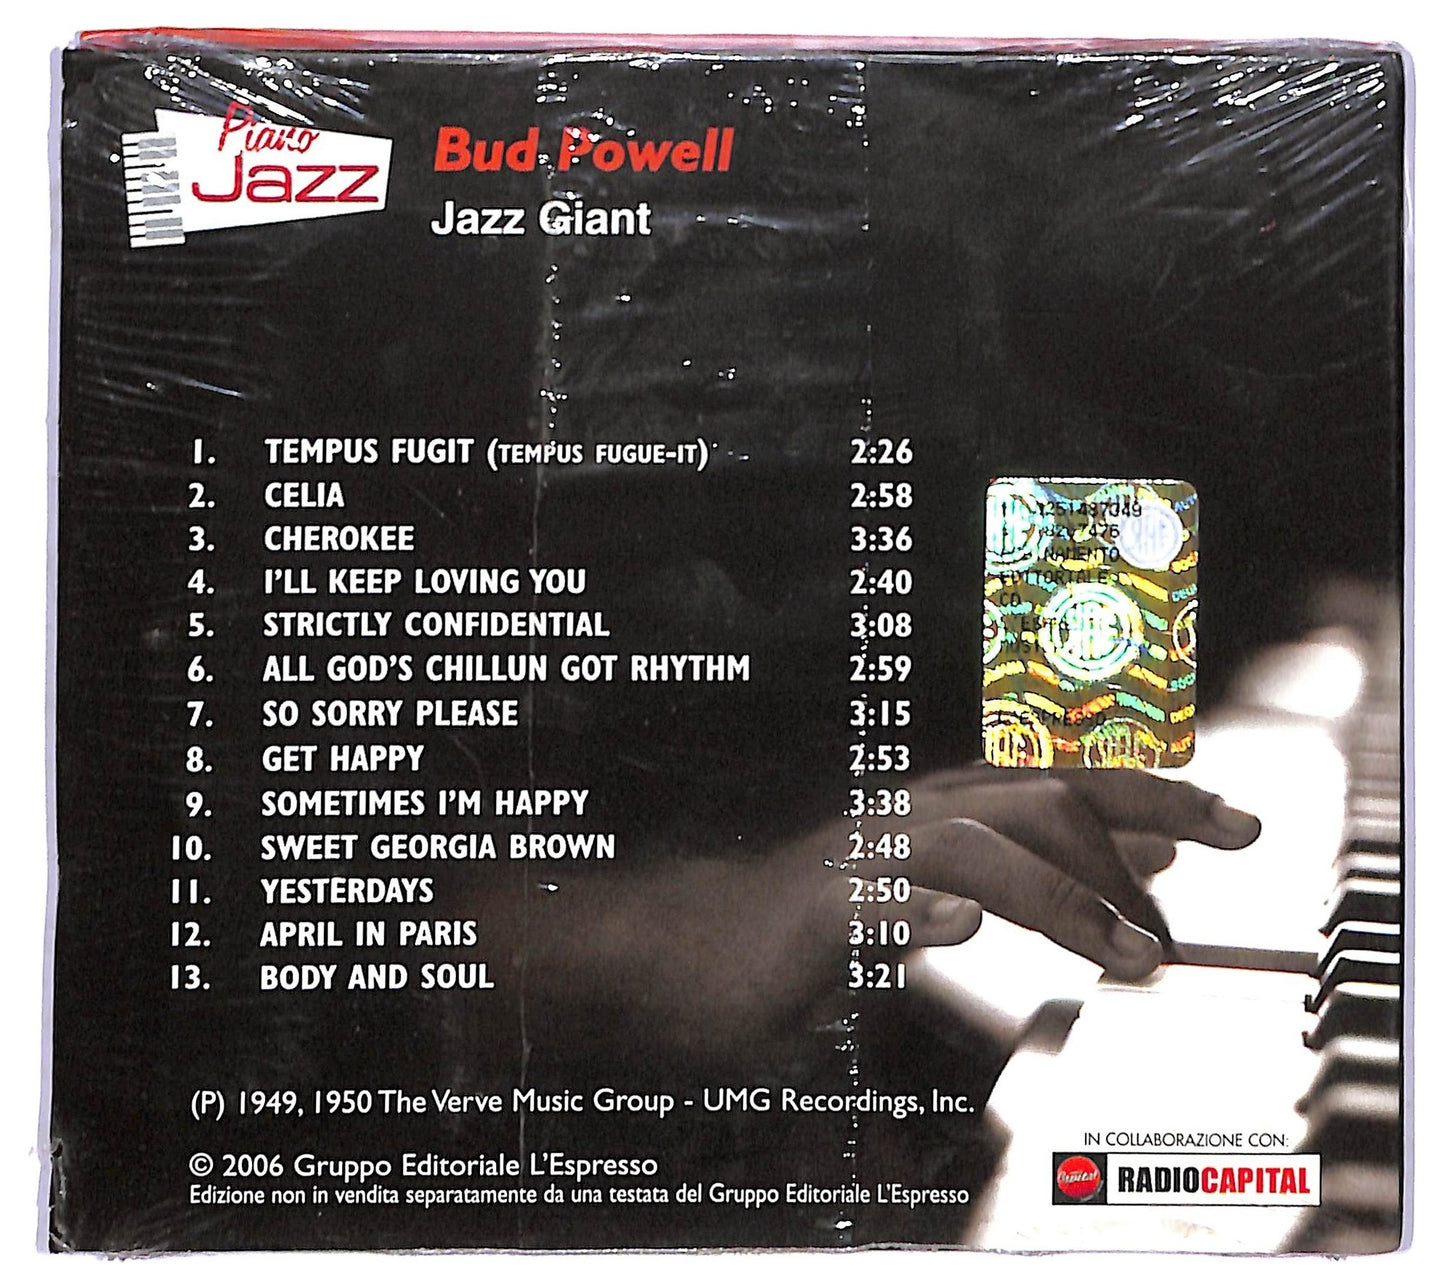 Piano
Jazz
Bud Powell
Jazz Giant
1. TEMPUS FUGIT (TEMPUS FUGUE-IT) 2:26
2. CELIA 2:58
3. CHEROKEE 3:36
4. I'LL KEEP LOVING YOU 2:40
5. STRICTLY CONFIDENTIAL 3:08
6. ALL GOD'S CHILLUN GOT RHYTHM 2:59
7. SO SORRY PLEASE 3:15
8. GET HAPPY 2:53
9. SOMETIMES I'M HAPPY 3:38
10. SWEET GEORGIA BROWN 2:48
11. YESTERDAYS 2:50
12. APRIL IN PARIS 3:10
13. BODY AND SOUL 3:21
EDITORIALE
CD
L'ESPRESSO
(P) 1949, 1950 The Verve Music Group - UMG Recordings, Inc.
© 2006 Gruppo Editoriale L'Espresso
Edizione non in vendita separatamente da una testata del Gruppo Editoriale L'Espresso
IN COLLABORAZIONE CON:
Capital
RADIOCAPITAL